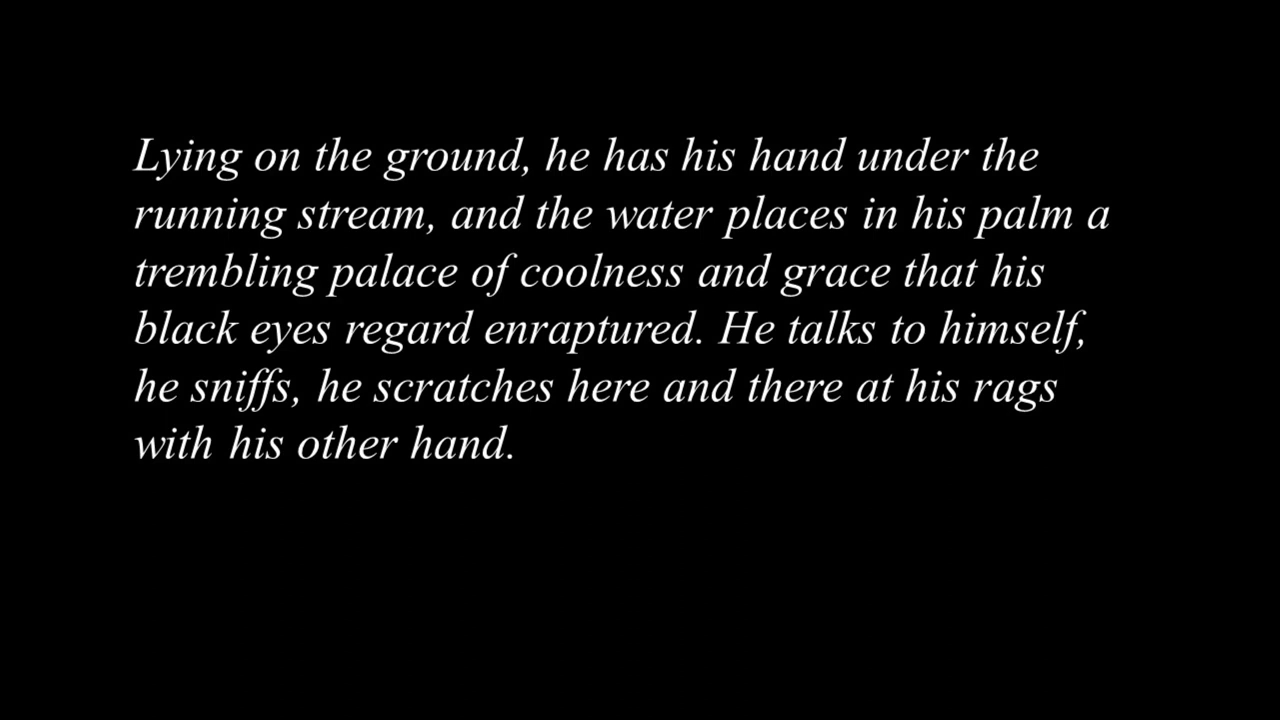 Lying on the ground, he has his hand under the
running stream, and the water places in his palm a
trembling palace of coolness and grace that his
black eyes regard enraptured. He talks to himself,
he sniffs, he scratches here and there at his rags
with his other hand.